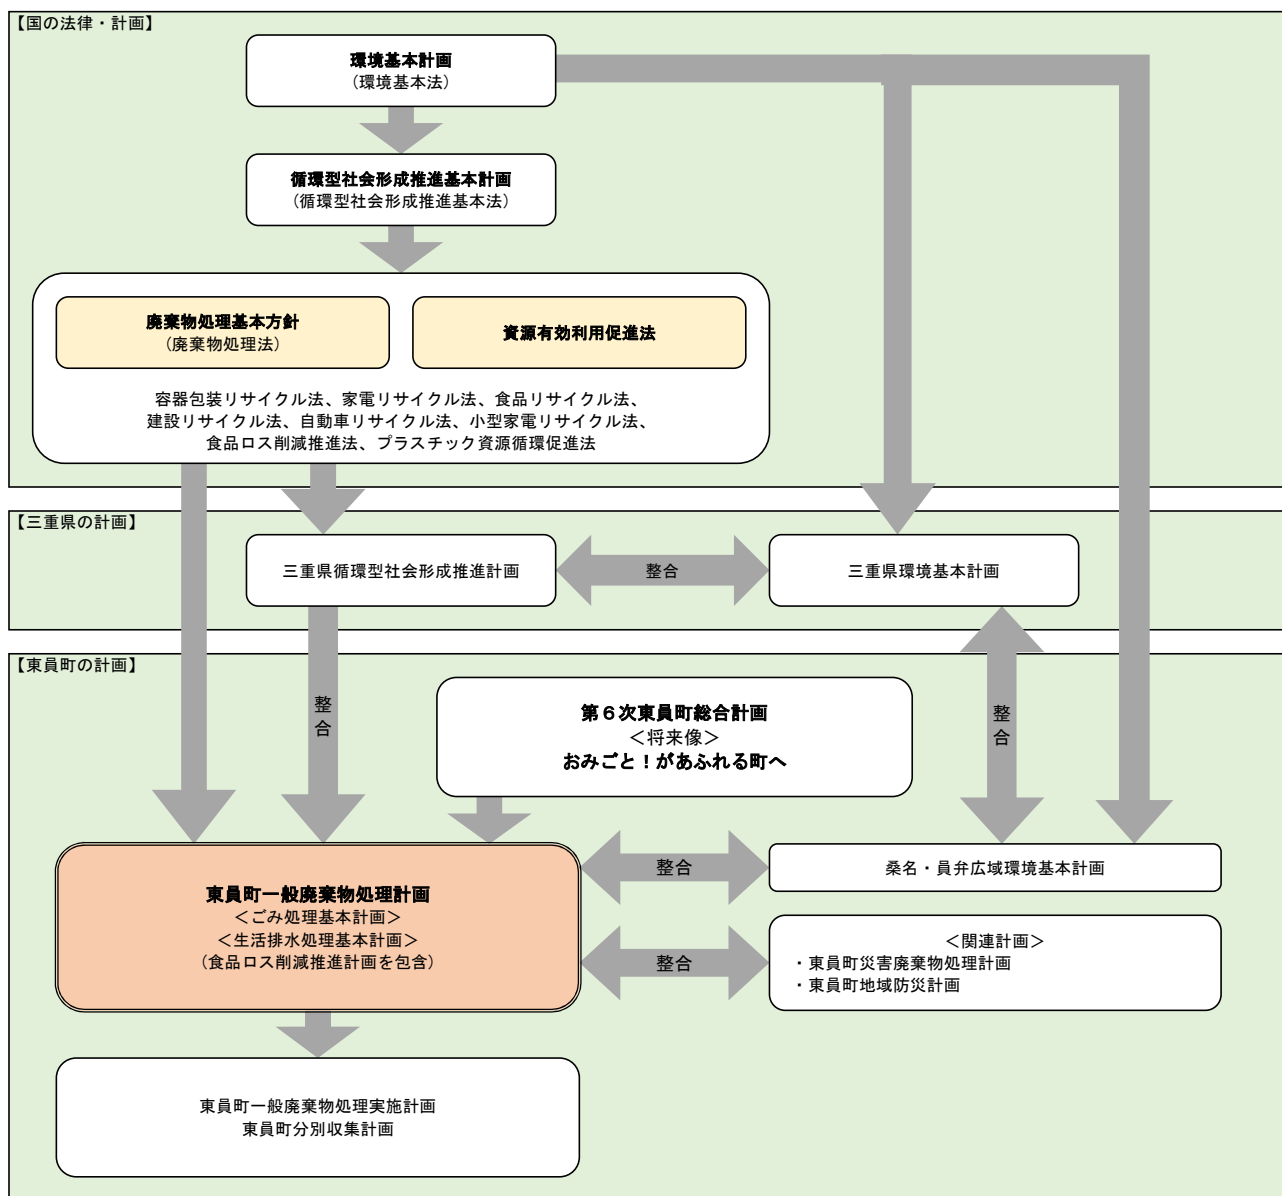 【国の法律・計画】
環境基本計画
（環境基本法）
循環型社会形成推進基本計画
（循環型社会形成推進基本法）
廃棄物処理基本方針
（廃棄物処理法）
資源有効利用促進法
容器包装リサイクル法、家電リサイクル法、食品リサイクル法、
建設リサイクル法、自動車リサイクル法、小型家電リサイクル法、
食品ロス削減推進法、プラスチック資源循環促進法
【三重県の計画】
三重県循環型社会形成推進計画
整合
三重県環境基本計画
【東員町の計画】
整合
第６次東員町総合計画
＜将来像＞
おみごと！があふれる町へ
整合
東員町一般廃棄物処理計画
＜ごみ処理基本計画＞
＜生活排水処理基本計画＞
（食品ロス削減推進計画を包含）
整合
桑名・員弁広域環境基本計画
整合
＜関連計画＞
・東員町災害廃棄物処理計画
・東員町地域防災計画
東員町一般廃棄物処理実施計画
東員町分別収集計画